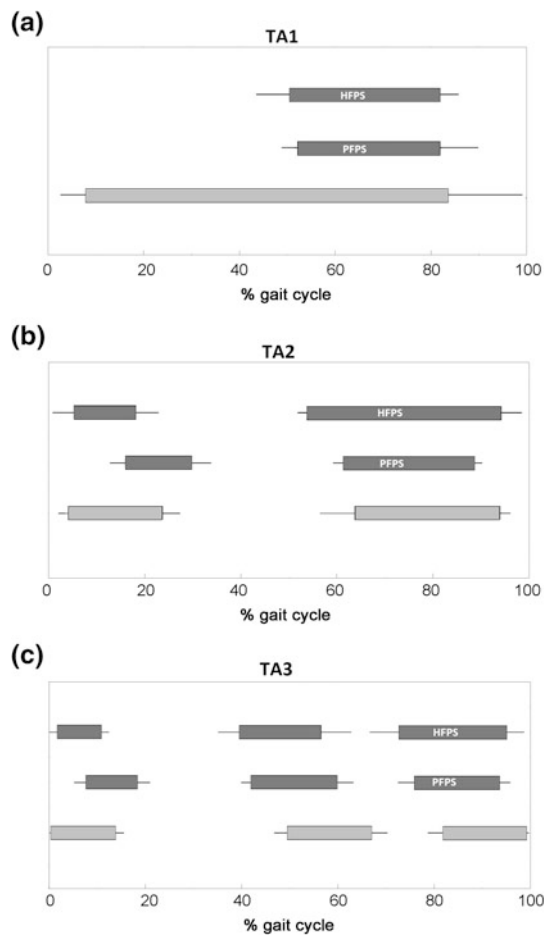 (a)
TA1
HFPS
PFPS
0 20 40 60 80 100
% gait cycle
(b)
TA2
HFPS
PFPS
0 20 40 60 80 100
% gait cycle
(c)
TA3
HFPS
PFPS
0 20 40 60 80 100
% gait cycle